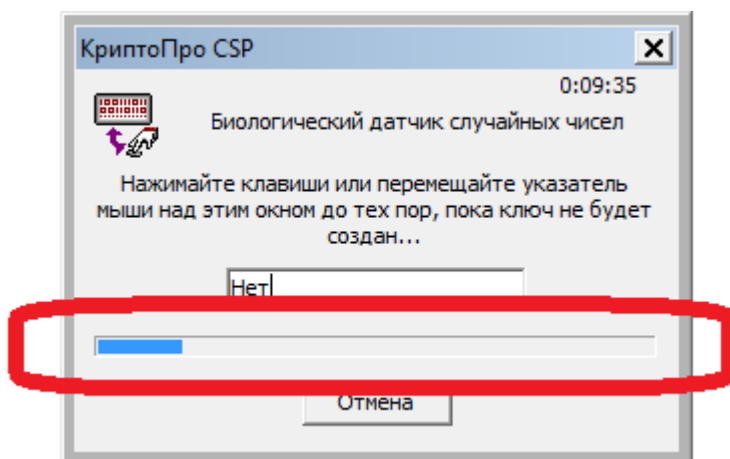 КриптоПро CSP
0:09:35
Биологический датчик случайных чисел
Нажимайте клавиши или перемещайте указатель
мыши над этим окном до тех пор, пока ключ не будет
создан...
Нет
Отмена